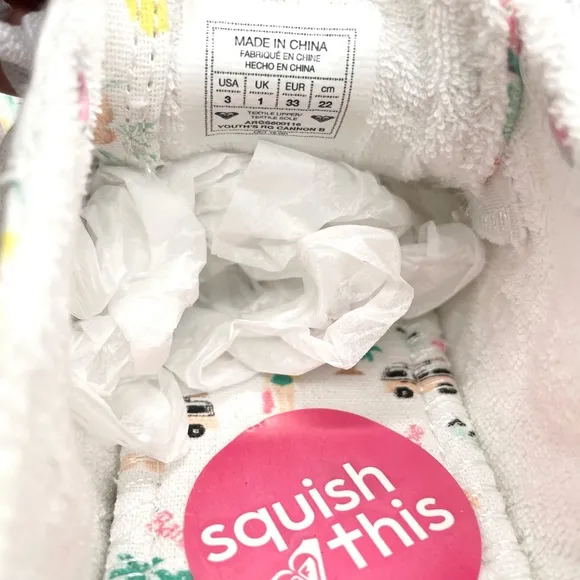 MADE IN CHINA
FABRIQUÉ EN CHINE
HECHO EN CHINA
USA UK EUR cm
3 1 33 22
TEXTILE UPPER/
TEXTILE SOLE
ARGS600116
YOUTH'S RG CANNON B
squish
this